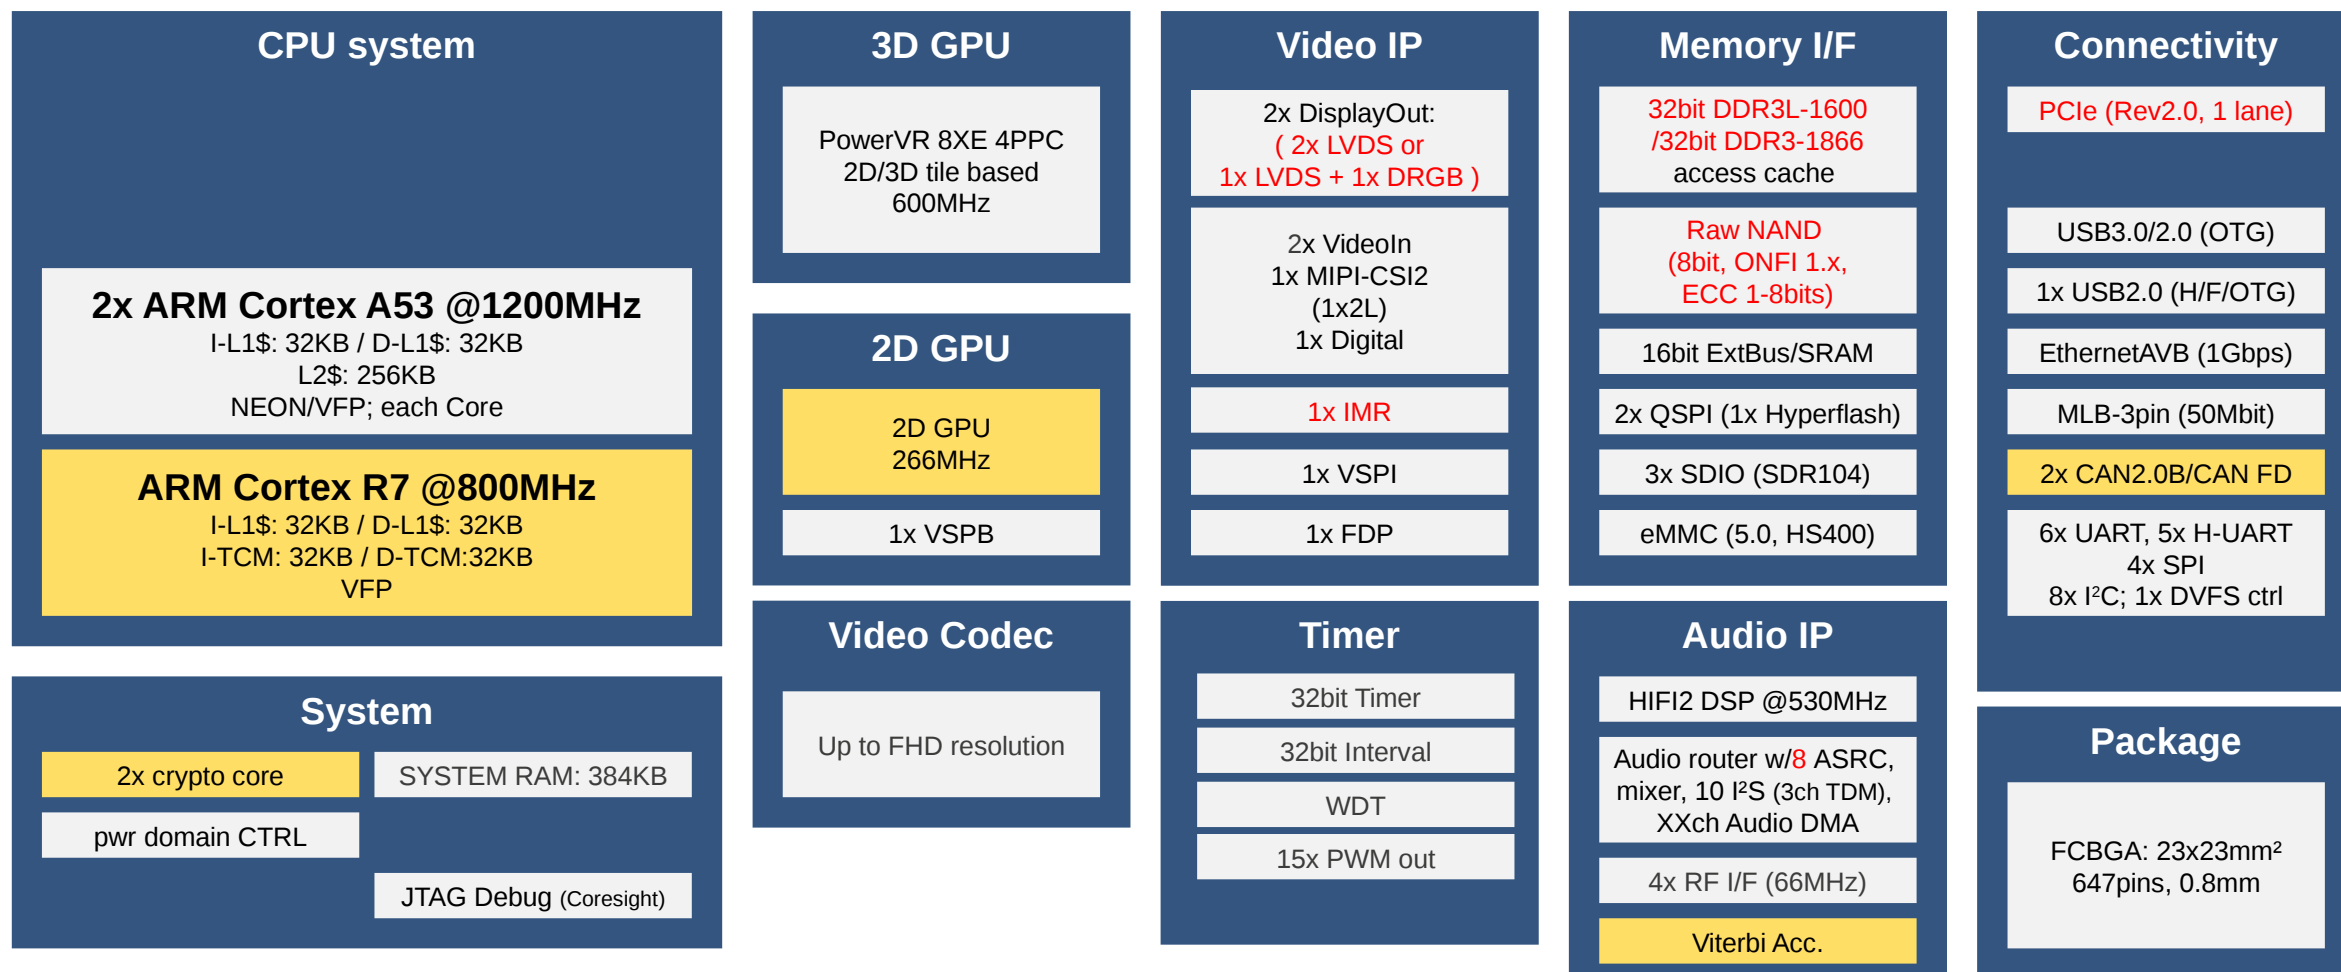 CPU system
2x ARM Cortex A53 @1200MHz
I-L1$: 32KB / D-L1$: 32KB
L2$: 256KB
NEON/VFP; each Core
ARM Cortex R7 @800MHz
I-L1$: 32KB / D-L1$: 32KB
I-TCM: 32KB / D-TCM:32KB
VFP
System
2x crypto core
SYSTEM RAM: 384KB
pwr domain CTRL
JTAG Debug (Coresight)
3D GPU
PowerVR 8XE 4PPC
2D/3D tile based
600MHz
2D GPU
2D GPU
266MHz
1x VSPB
Video Codec
Up to FHD resolution
Video IP
2x DisplayOut:
( 2x LVDS or
1x LVDS + 1x DRGB )
2x VideoIn
1x MIPI-CSI2
(1x2L)
1x Digital
1x IMR
1x VSPI
1x FDP
Timer
32bit Timer
32bit Interval
WDT
15x PWM out
Memory I/F
32bit DDR3L-1600
/32bit DDR3-1866
access cache
Raw NAND
(8bit, ONFI 1.x,
ECC 1-8bits)
16bit ExtBus/SRAM
2x QSPI (1x Hyperflash)
3x SDIO (SDR104)
eMMC (5.0, HS400)
Audio IP
HIFI2 DSP @530MHz
Audio router w/8 ASRC,
mixer, 10 I²S (3ch TDM),
XXch Audio DMA
4x RF I/F (66MHz)
Viterbi Acc.
Connectivity
PCIe (Rev2.0, 1 lane)
USB3.0/2.0 (OTG)
1x USB2.0 (H/F/OTG)
EthernetAVB (1Gbps)
MLB-3pin (50Mbit)
2x CAN2.0B/CAN FD
6x UART, 5x H-UART
4x SPI
8x I²C; 1x DVFS ctrl
Package
FCBGA: 23x23mm²
647pins, 0.8mm